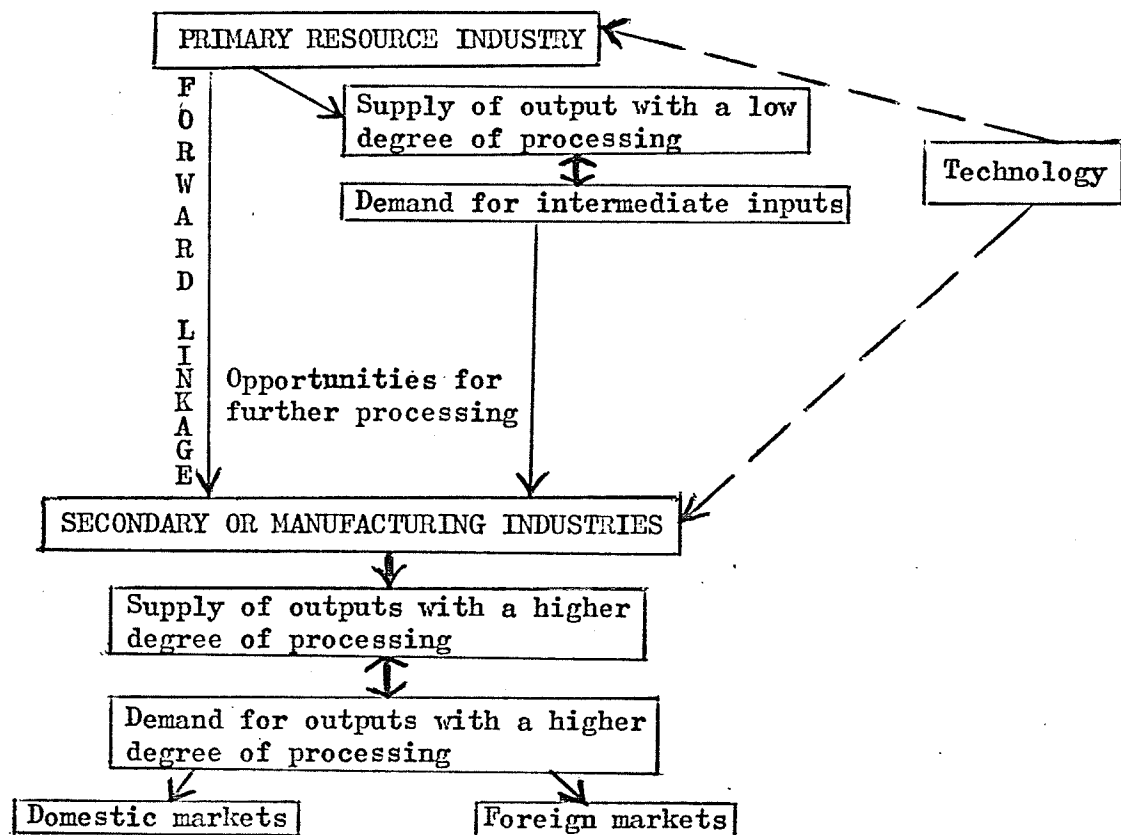 PRIMARY RESOURCE INDUSTRY
FORWARD LINKAGE
Supply of output with a low
degree of processing
Demand for intermediate inputs
Technology
Opportunities for
further processing
SECONDARY OR MANUFACTURING INDUSTRIES
Supply of outputs with a higher
degree of processing
Demand for outputs with a higher
degree of processing
Domestic markets
Foreign markets